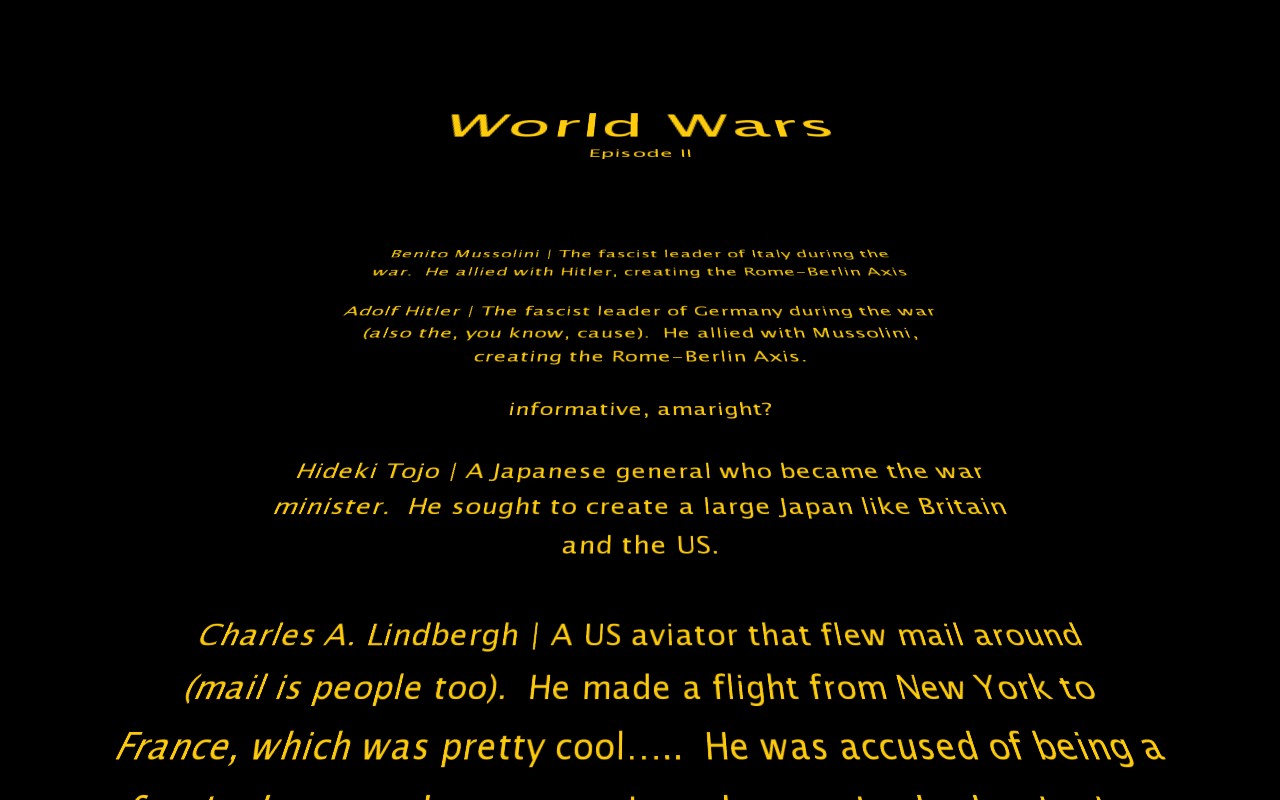 World Wars
Episode II
Benito Mussolini | The fascist leader of Italy during the
war.  He allied with Hitler, creating the Rome-Berlin Axis
Adolf Hitler | The fascist leader of Germany during the war
(also the, you know, cause).  He allied with Mussolini,
creating the Rome-Berlin Axis.
informative, amaright?
Hideki Tojo | A Japanese general who became the war
minister.  He sought to create a large Japan like Britain
and the US.
Charles A. Lindbergh | A US aviator that flew mail around
(mail is people too).  He made a flight from New York to
France, which was pretty cool.....  He was accused of being a